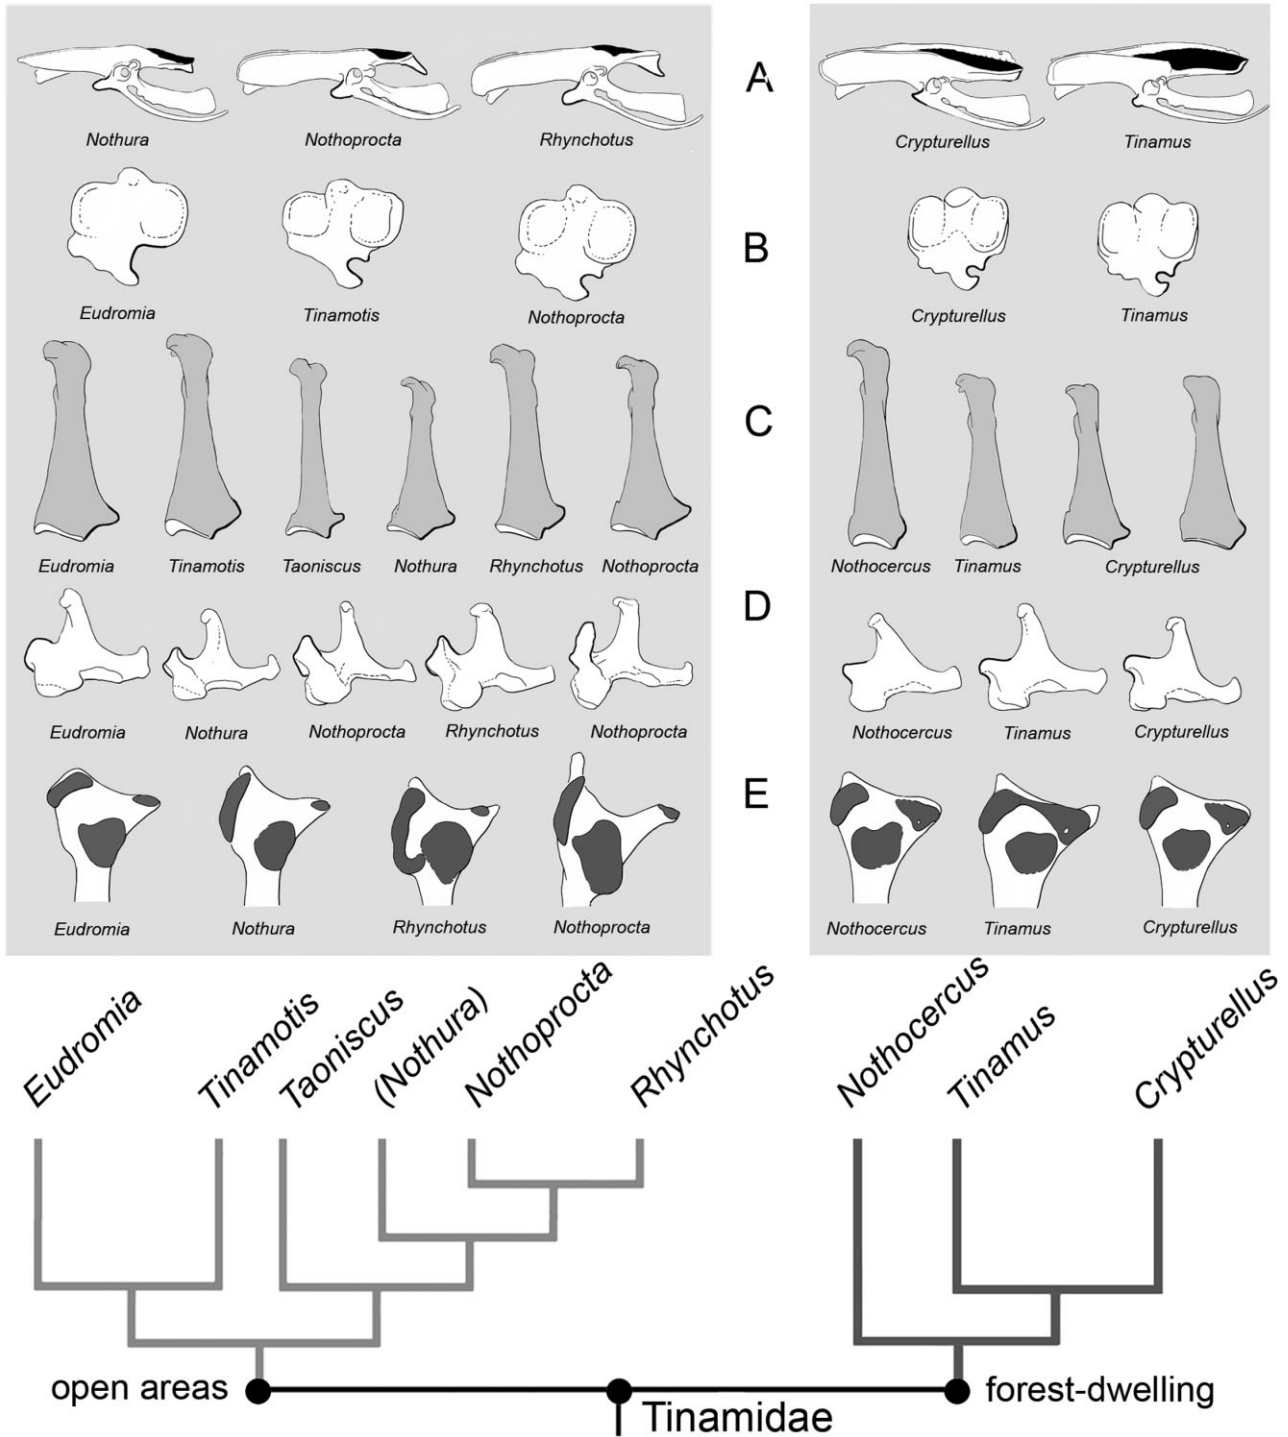 A
Nothura Nothoprocta Rhynchotus Crypturellus Tinamus
B
Eudromia Tinamotis Nothoprocta Crypturellus Tinamus
C
Eudromia Tinamotis Taoniscus Nothura Rhynchotus Nothoprocta Nothocercus Tinamus Crypturellus
D
Eudromia Nothura Nothoprocta Rhynchotus Nothoprocta Nothocercus Tinamus Crypturellus
E
Eudromia Nothura Rhynchotus Nothoprocta Nothocercus Tinamus Crypturellus
Eudromia
Tinamotis
Taoniscus
(Nothura)
Nothoprocta
Rhynchotus
Nothocercus
Tinamus
Crypturellus
open areas
forest-dwelling
Tinamidae